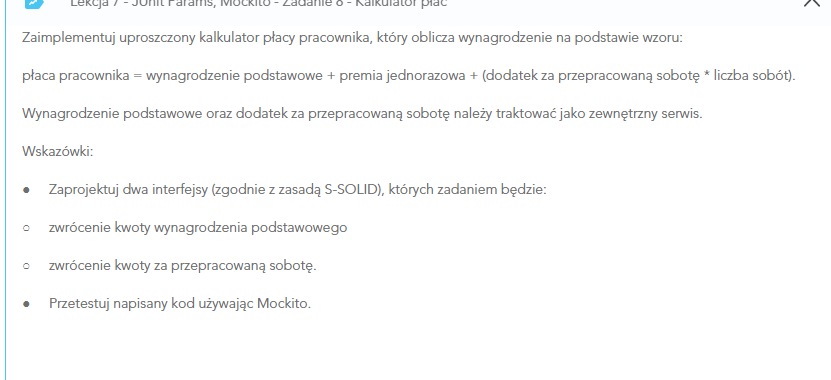 Lekcja 7 - JUnit Params, Mockito - Zadanie 8 - Kalkulator płac
Zaimplementuj uproszczony kalkulator płacy pracownika, który oblicza wynagrodzenie na podstawie wzoru:
płaca pracownika = wynagrodzenie podstawowe + premia jednorazowa + (dodatek za przepracowaną sobotę * liczba sobót).
Wynagrodzenie podstawowe oraz dodatek za przepracowaną sobotę należy traktować jako zewnętrzny serwis.
Wskazówki:
● Zaprojektuj dwa interfejsy (zgodnie z zasadą S-SOLID), których zadaniem będzie:
○ zwrócenie kwoty wynagrodzenia podstawowego
○ zwrócenie kwoty za przepracowaną sobotę.
● Przetestuj napisany kod używając Mockito.